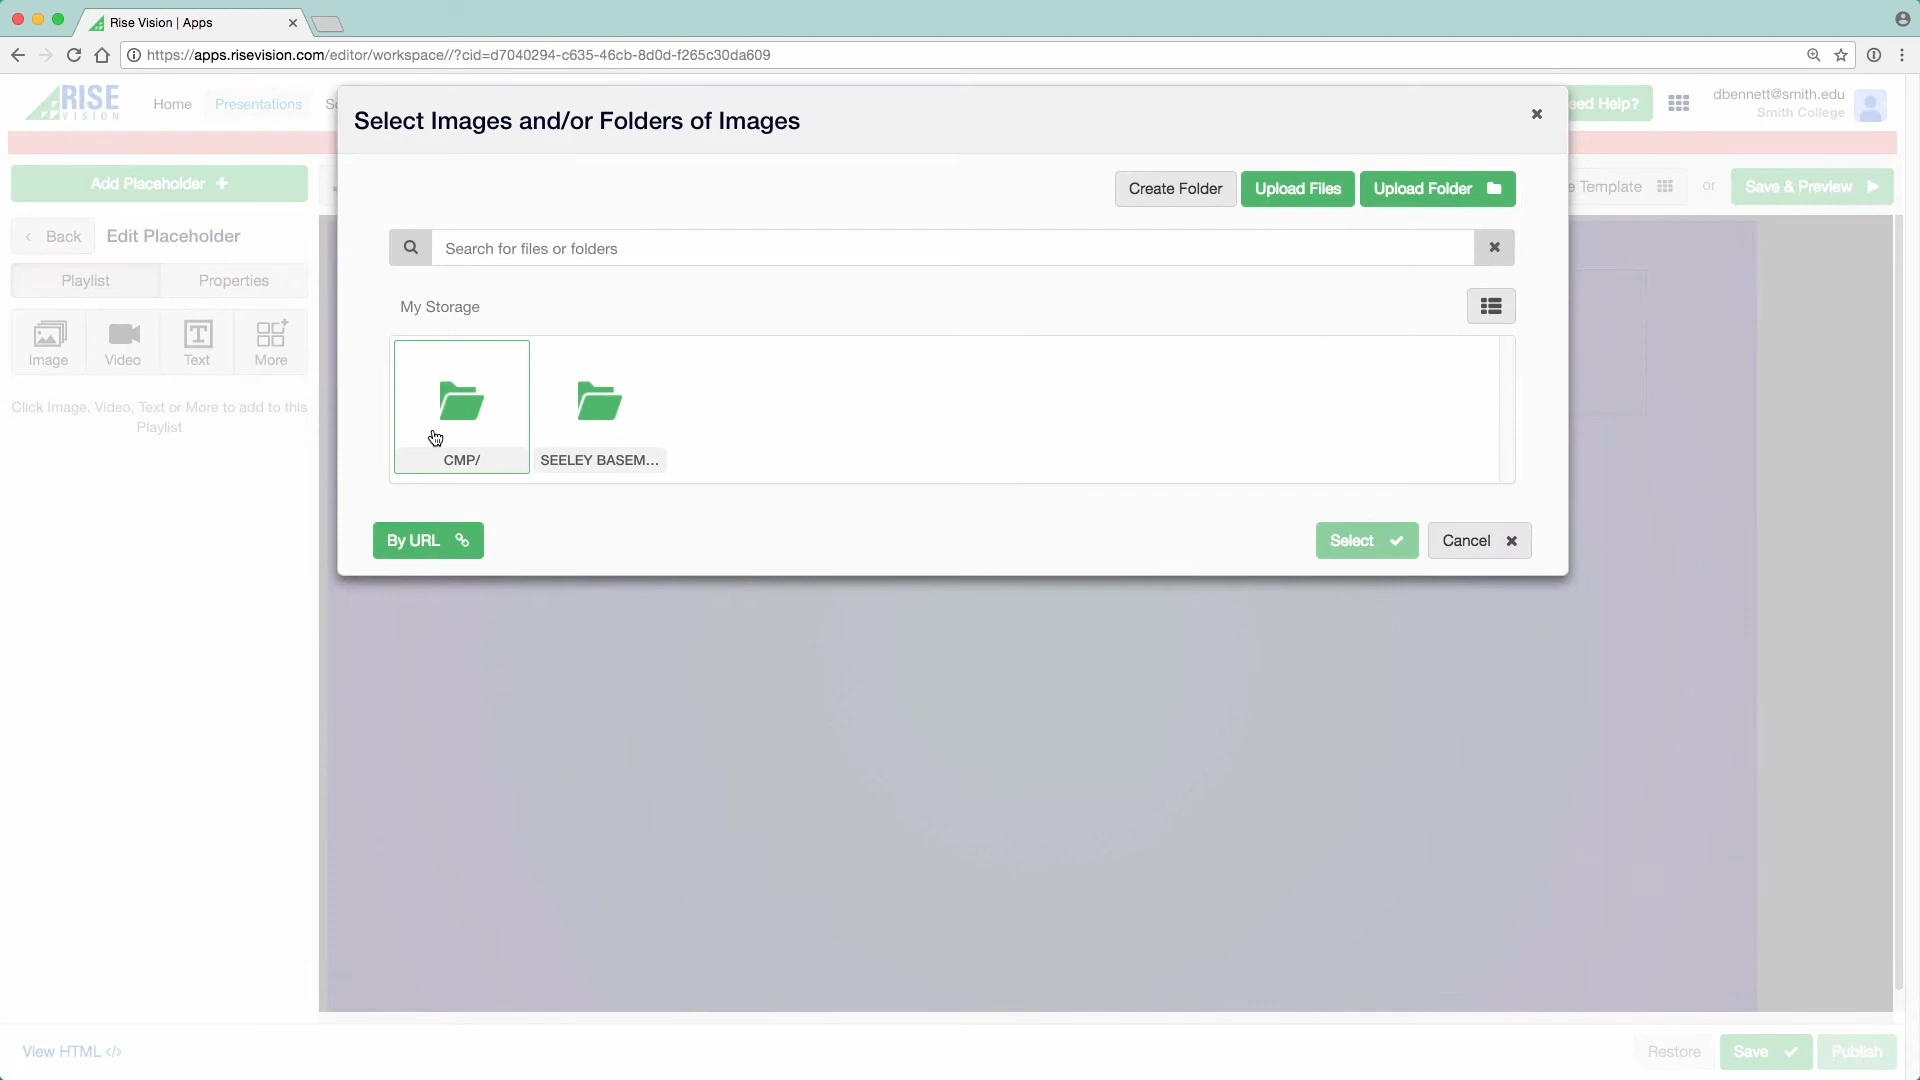 Rise Vision | Apps
https://apps.risevision.com/editor/workspace//?cid=d7040294-c635-46cb-8d0d-f265c30da609
RISE
VISION
Home
Presentations
Select Images and/or Folders of Images
eed Help?
dbennett@smith.edu
Smith College
Add Placeholder
Create Folder
Upload Files
Upload Folder
e Template
or
Save & Preview
Back
Edit Placeholder
Search for files or folders
Playlist
Properties
My Storage
Image
Video
Text
More
Click Image, Video, Text or More to add to this
Playlist
CMP/
SEELEY BASEM...
By URL
Select
Cancel
View HTML </>
Restore
Save
Publish